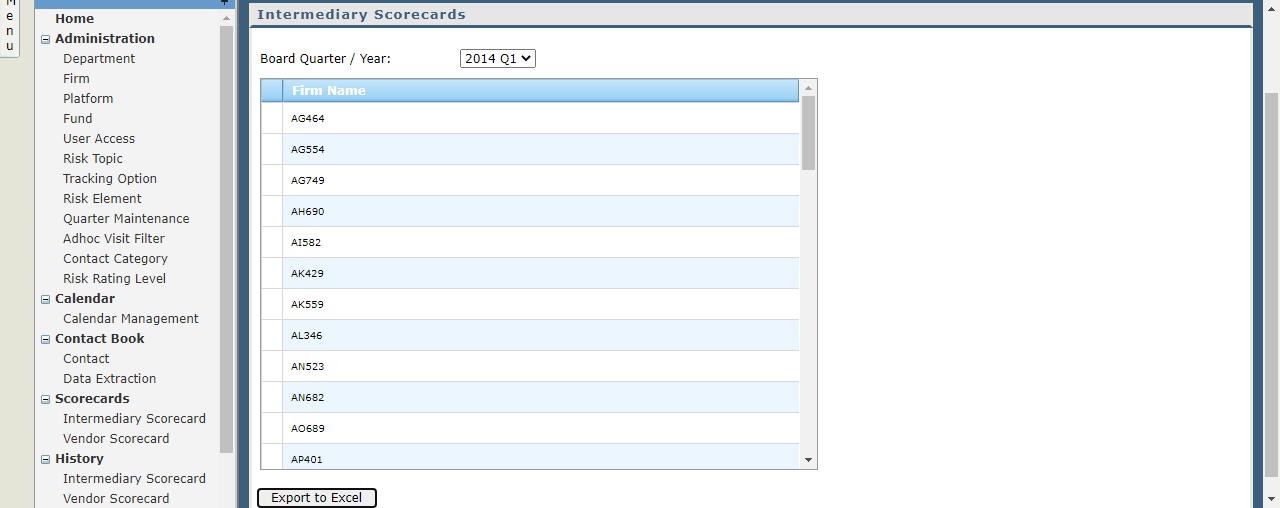 Menu
Home
Administration
Department
Firm
Platform
Fund
User Access
Risk Topic
Tracking Option
Risk Element
Quarter Maintenance
Adhoc Visit Filter
Contact Category
Risk Rating Level
Calendar
Calendar Management
Contact Book
Contact
Data Extraction
Scorecards
Intermediary Scorecard
Vendor Scorecard
History
Intermediary Scorecard
Vendor Scorecard
Intermediary Scorecards
Board Quarter / Year: 2014 Q1
Firm Name
AG464
AG554
AG749
AH690
AI582
AK429
AK559
AL346
AN523
AN682
AO689
AP401
Export to Excel